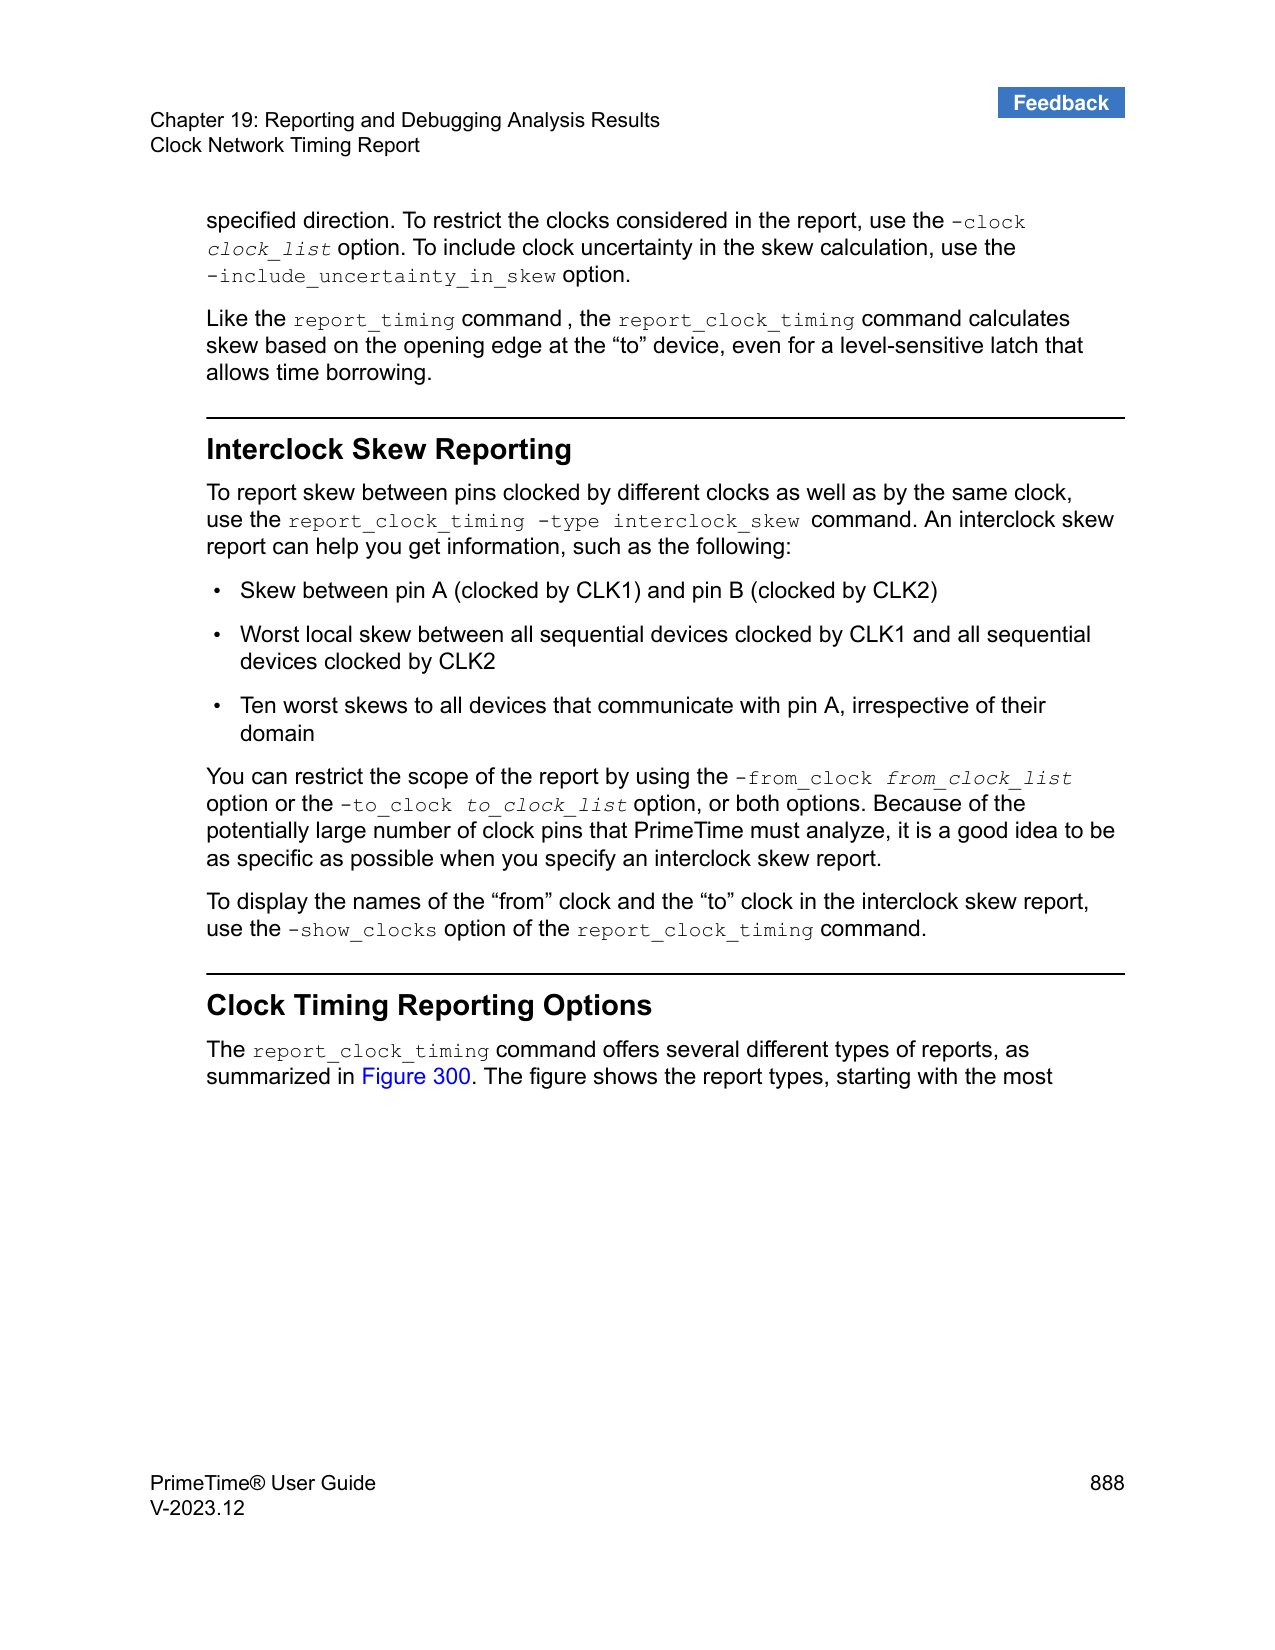 Feedback
Chapter 19: Reporting and Debugging Analysis Results
Clock Network Timing Report
specified direction. To restrict the clocks considered in the report, use the -clock
clock_list option. To include clock uncertainty in the skew calculation, use the
-include_uncertainty_in_skew option.
Like the report_timing command , the report_clock_timing command calculates
skew based on the opening edge at the “to” device, even for a level-sensitive latch that
allows time borrowing.
Interclock Skew Reporting
To report skew between pins clocked by different clocks as well as by the same clock,
use the report_clock_timing -type interclock_skew command. An interclock skew
report can help you get information, such as the following:
• Skew between pin A (clocked by CLK1) and pin B (clocked by CLK2)
• Worst local skew between all sequential devices clocked by CLK1 and all sequential
devices clocked by CLK2
• Ten worst skews to all devices that communicate with pin A, irrespective of their
domain
You can restrict the scope of the report by using the -from_clock from_clock_list
option or the -to_clock to_clock_list option, or both options. Because of the
potentially large number of clock pins that PrimeTime must analyze, it is a good idea to be
as specific as possible when you specify an interclock skew report.
To display the names of the “from” clock and the “to” clock in the interclock skew report,
use the -show_clocks option of the report_clock_timing command.
Clock Timing Reporting Options
The report_clock_timing command offers several different types of reports, as
summarized in Figure 300. The figure shows the report types, starting with the most
PrimeTime® User Guide 888
V-2023.12